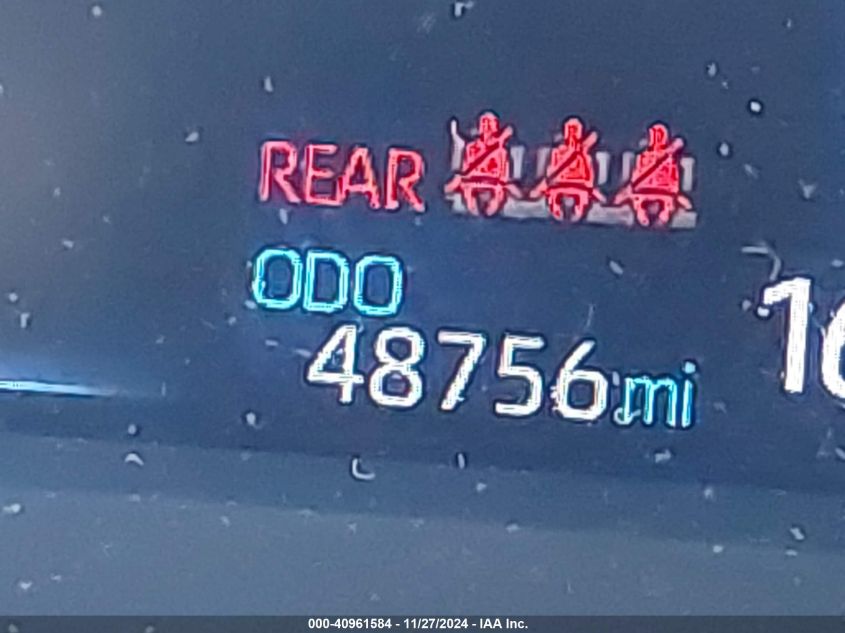 REAR
ODO
48756mi
000-40961584 - 11/27/2024 - IAA Inc.